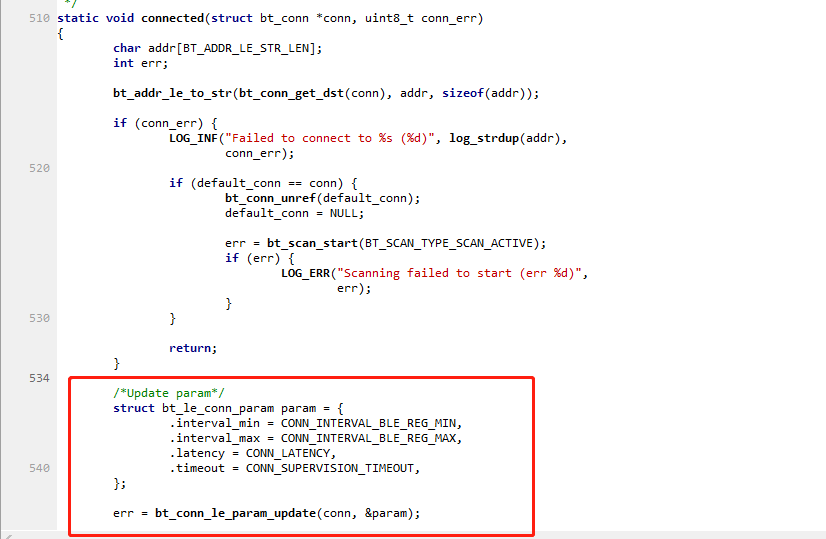 */
510 static void connected(struct bt_conn *conn, uint8_t conn_err)
{
char addr[BT_ADDR_LE_STR_LEN];
int err;
bt_addr_le_to_str(bt_conn_get_dst(conn), addr, sizeof(addr));
if (conn_err) {
LOG_INF("Failed to connect to %s (%d)", log_strdup(addr),
conn_err);
520
if (default_conn == conn) {
bt_conn_unref(default_conn);
default_conn = NULL;
err = bt_scan_start(BT_SCAN_TYPE_SCAN_ACTIVE);
if (err) {
LOG_ERR("Scanning failed to start (err %d)",
err);
}
530 }
return;
}
534
/*Update param*/
struct bt_le_conn_param param = {
.interval_min = CONN_INTERVAL_BLE_REG_MIN,
.interval_max = CONN_INTERVAL_BLE_REG_MAX,
.latency = CONN_LATENCY,
540 .timeout = CONN_SUPERVISION_TIMEOUT,
};
err = bt_conn_le_param_update(conn, &param);